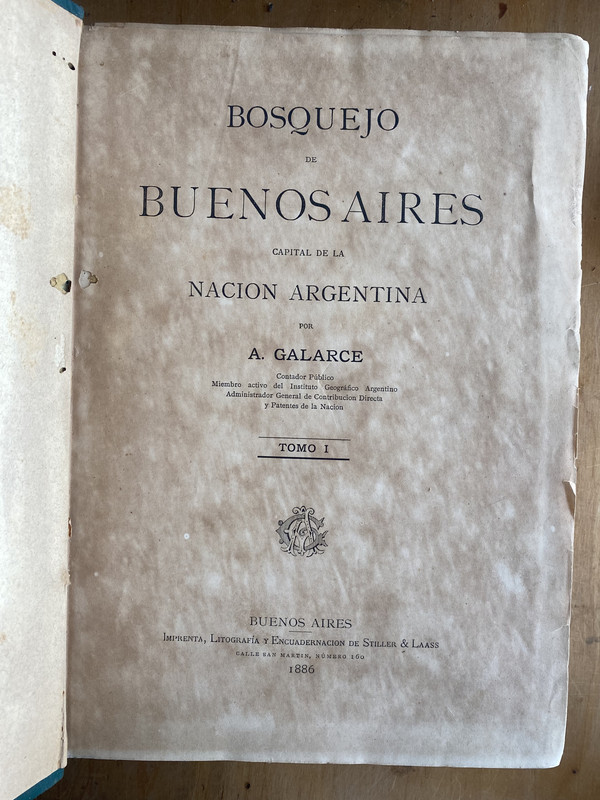 BOSQUEJO
DE
BUENOS AIRES
CAPITAL DE LA
NACION ARGENTINA
POR
A. GALARCE
Contador Público
Miembro activo del Instituto Geográfico Argentino
Administrador General de Contribucion Directa
y Patentes de la Nacion
TOMO I
BUENOS AIRES
IMPRENTA, LITOGRAFÍA Y ENCUADERNACION DE STILLER & LAASS
CALLE SAN MARTIN, NÚMERO 160
1886